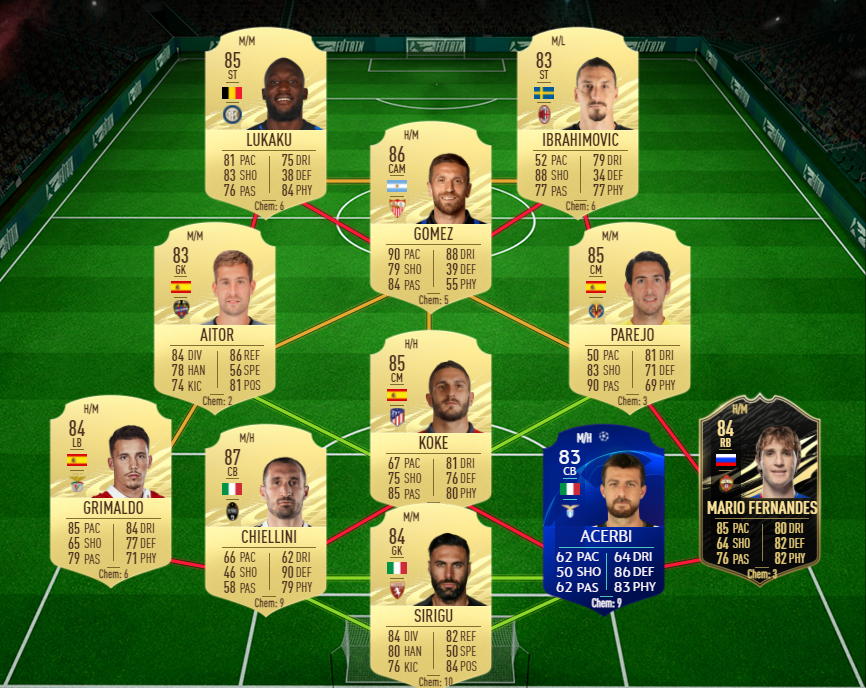 FUTBIN
FUTBIN
M/M
85
ST
LUKAKU
81 PAC 75 DRI
83 SHO 38 DEF
76 PAS 84 PHY
Chem: 6
M/L
83
ST
IBRAHIMOVIC
52 PAC 79 DRI
88 SHO 34 DEF
77 PAS 77 PHY
Chem: 6
H/M
86
CAM
GOMEZ
90 PAC 88 DRI
79 SHO 39 DEF
84 PAS 55 PHY
Chem: 5
M/M
83
GK
AITOR
84 DIV 86 REF
78 HAN 56 SPE
74 KIC 81 POS
Chem: 2
M/M
85
CM
PAREJO
50 PAC 81 DRI
83 SHO 71 DEF
90 PAS 69 PHY
Chem: 3
H/H
85
CM
KOKE
67 PAC 81 DRI
75 SHO 76 DEF
85 PAS 80 PHY
H/M
84
LB
GRIMALDO
85 PAC 84 DRI
65 SHO 77 DEF
79 PAS 71 PHY
Chem: 6
M/H
87
CB
CHIELLINI
66 PAC 62 DRI
46 SHO 90 DEF
58 PAS 79 PHY
Chem: 9
M/H
83
CB
ACERBI
62 PAC 64 DRI
50 SHO 86 DEF
62 PAS 83 PHY
Chem: 9
H/M
84
RB
MARIO FERNANDES
85 PAC 80 DRI
64 SHO 82 DEF
76 PAS 82 PHY
Chem: 3
M/M
84
GK
SIRIGU
84 DIV 82 REF
80 HAN 50 SPE
76 KIC 84 POS
Chem: 10